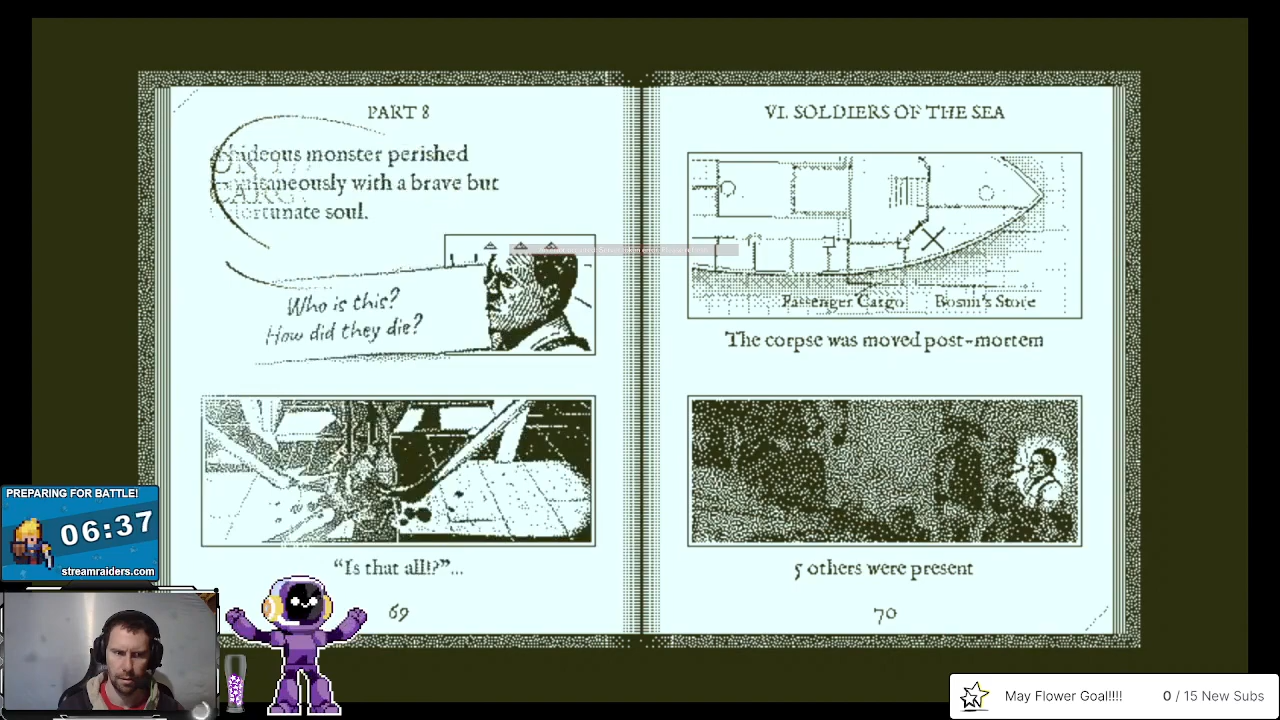 PART 8
hideous monster perished
simultaneously with a brave but
unfortunate soul.
Who is this?
How did they die?
"Is that all!?"...
69
VI. SOLDIERS OF THE SEA
Passenger Cargo
Bosun's Store
The corpse was moved post-mortem
5 others were present
70
PREPARING FOR BATTLE!
06:37
streamraiders.com
May Flower Goal!!!!
0 / 15 New Subs